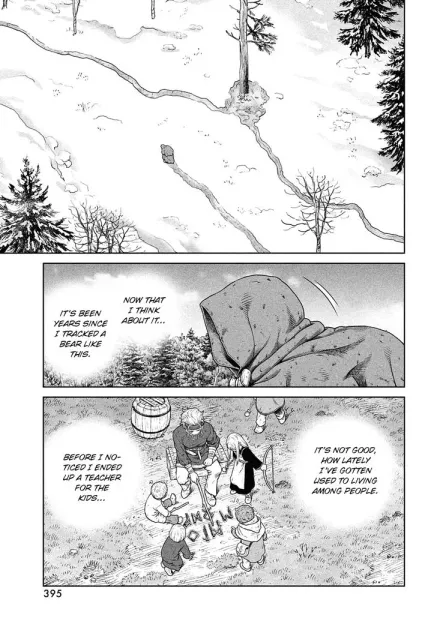 NOW THAT
I THINK
ABOUT IT...
IT'S BEEN
YEARS SINCE
I TRACKED A
BEAR LIKE
THIS.
IT'S NOT GOOD,
HOW LATELY
I'VE GOTTEN
USED TO LIVING
AMONG PEOPLE.
BEFORE I NO-
TICED I ENDED
UP A TEACHER
FOR THE
KIDS...
395